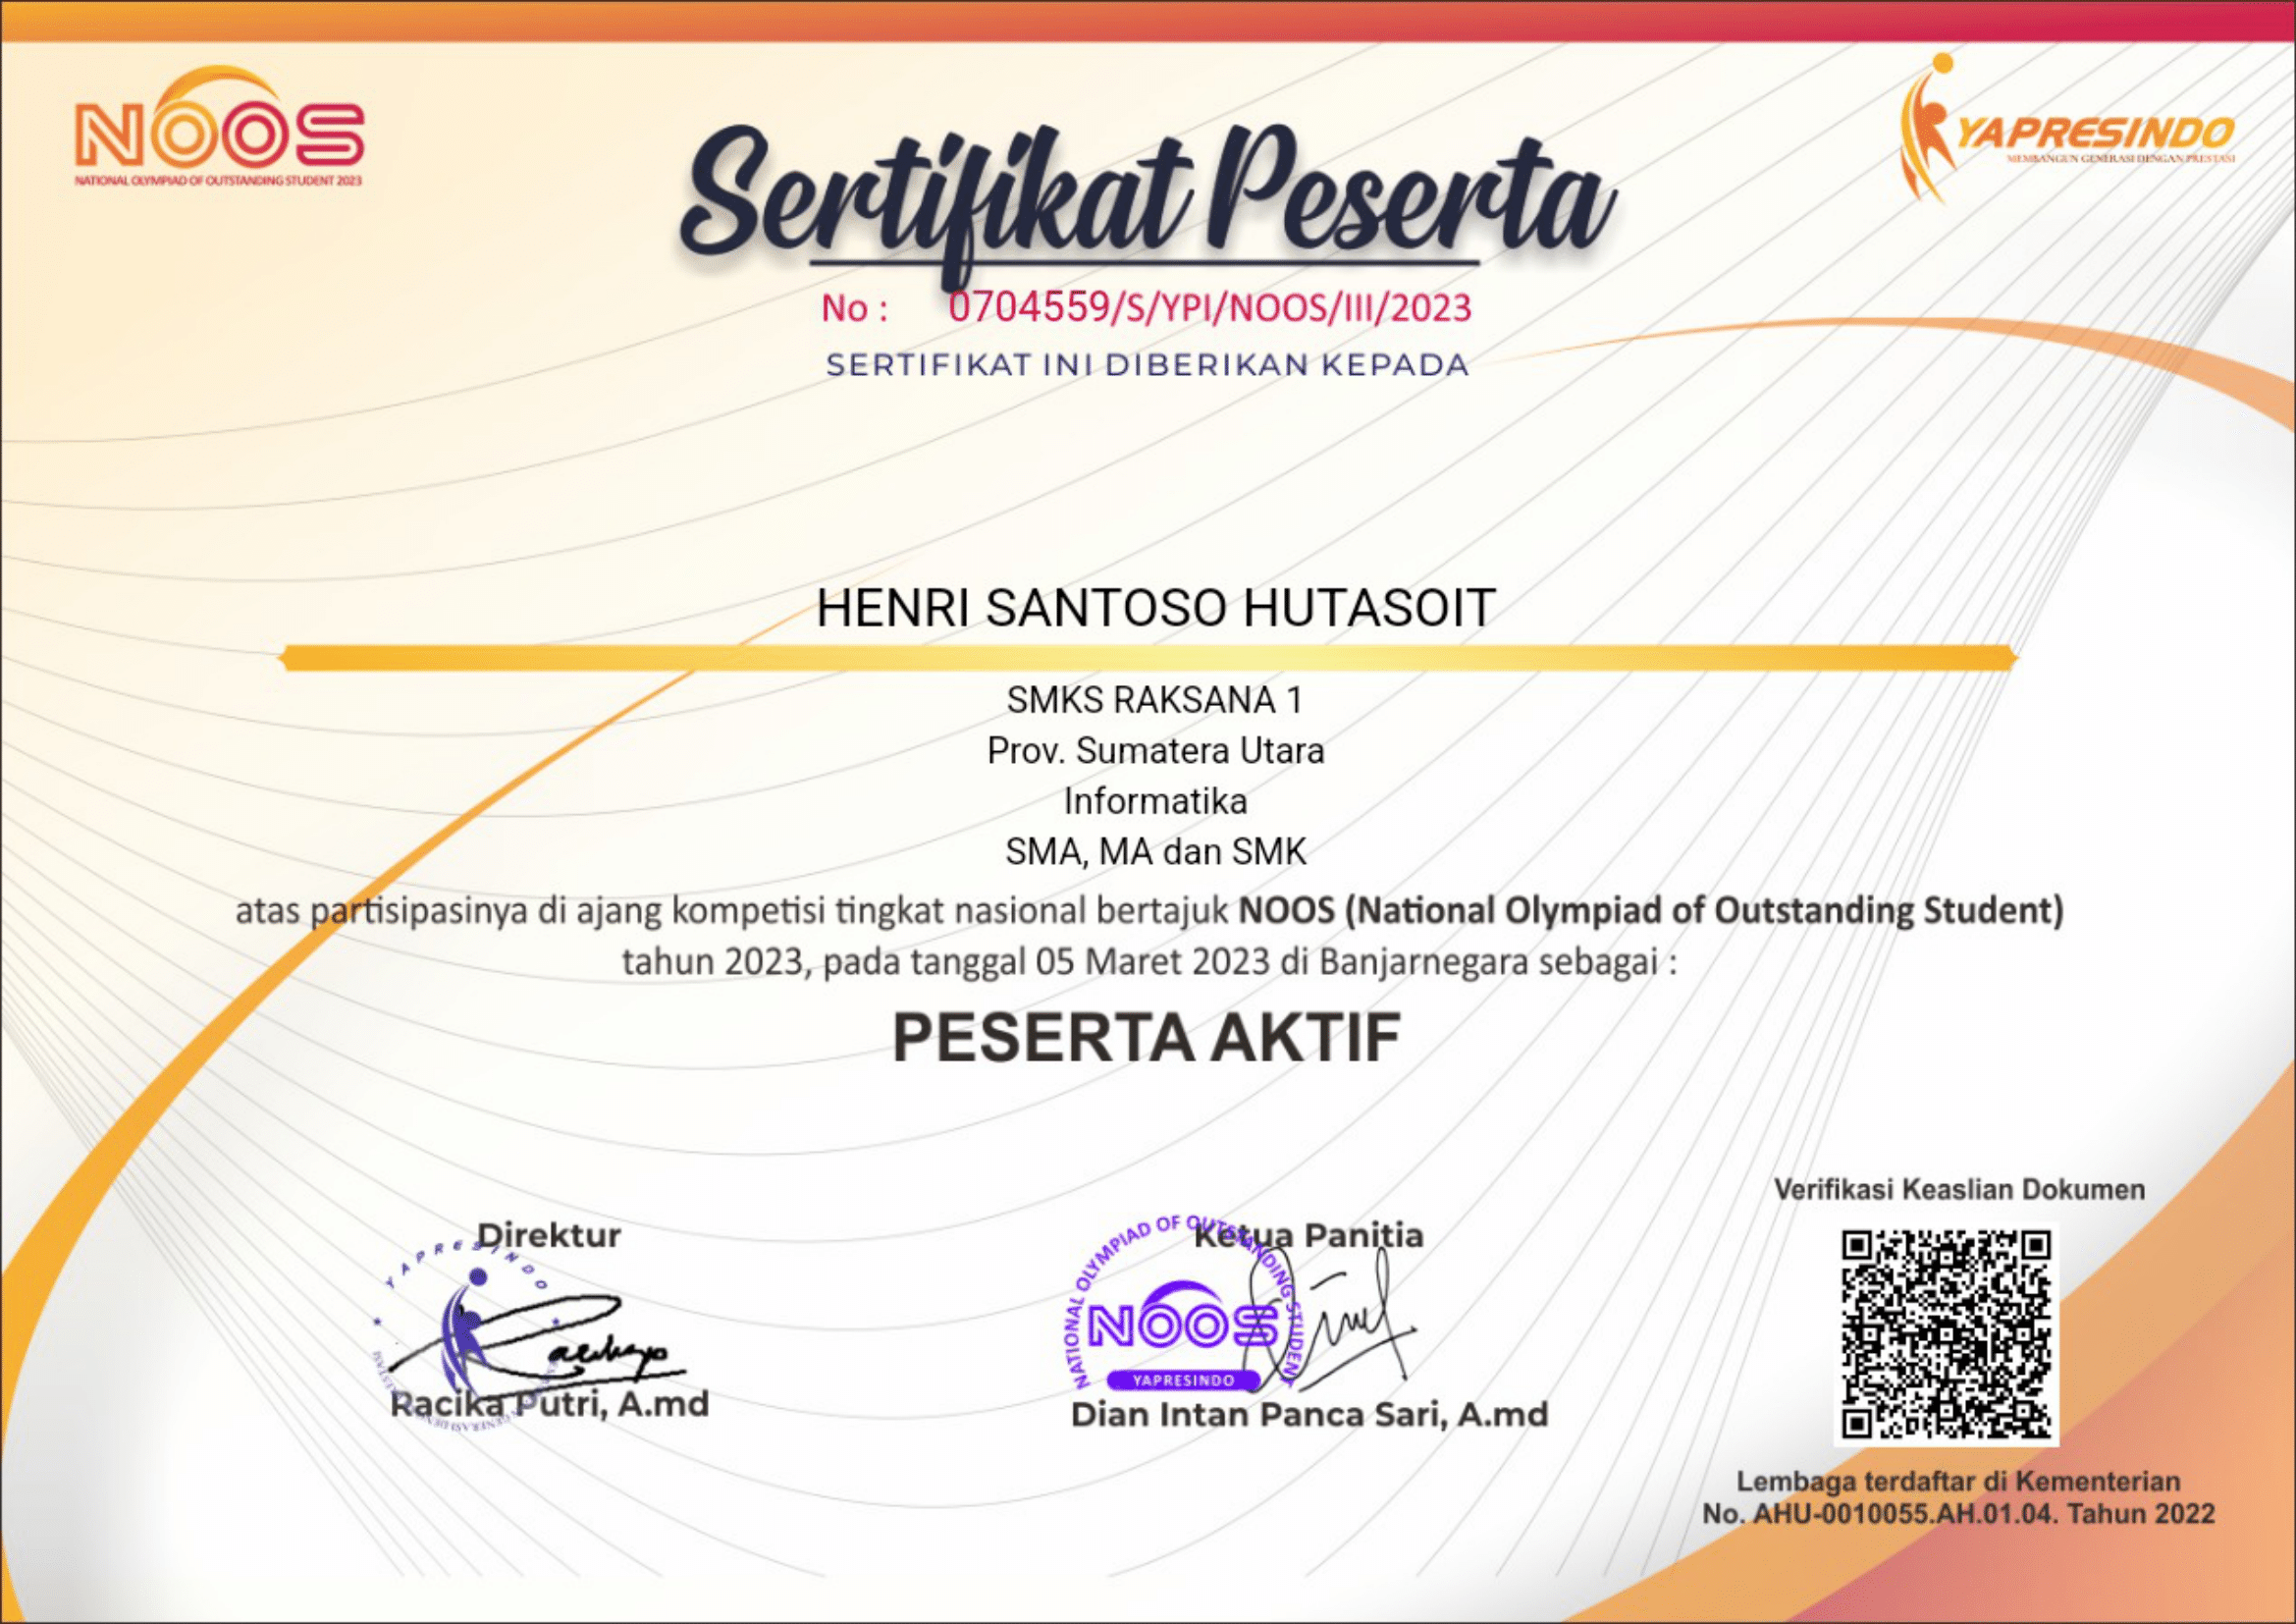 NOOS
NATIONAL OLYMPIAD OF OUTSTANDING STUDENT 2023
YAPRESINDO
MEMBANGUN GENERASI DENGAN PRESTASI
Sertifikat Peserta
No : 0704559/S/YPI/NOOS/III/2023
SERTIFIKAT INI DIBERIKAN KEPADA
HENRI SANTOSO HUTASOIT
SMKS RAKSANA 1
Prov. Sumatera Utara
Informatika
SMA, MA dan SMK
atas partisipasinya di ajang kompetisi tingkat nasional bertajuk NOOS (National Olympiad of Outstanding Student)
tahun 2023, pada tanggal 05 Maret 2023 di Banjarnegara sebagai :
PESERTA AKTIF
Direktur
YAPRESINDO
Racika Putri, A.md
Ketua Panitia
NATIONAL OLYMPIAD OF OUTSTANDING STUDENT
NOOS
YAPRESINDO
Dian Intan Panca Sari, A.md
Verifikasi Keaslian Dokumen
Lembaga terdaftar di Kementerian
No. AHU-0010055.AH.01.04. Tahun 2022